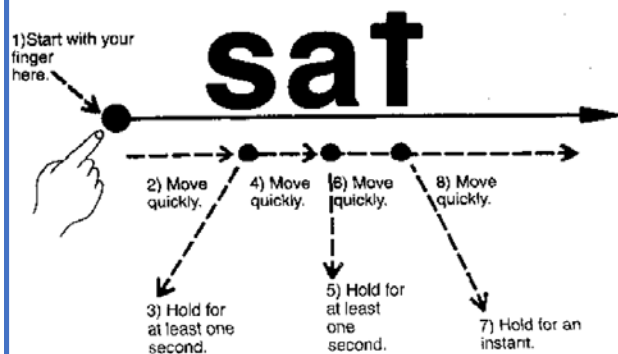 1)Start with your
finger
here.
sat
2) Move
quickly.
4) Move
quickly.
6) Move
quickly.
8) Move
quickly.
3) Hold for
at least one
second.
5) Hold for
at least
one
second.
7) Hold for an
instant.